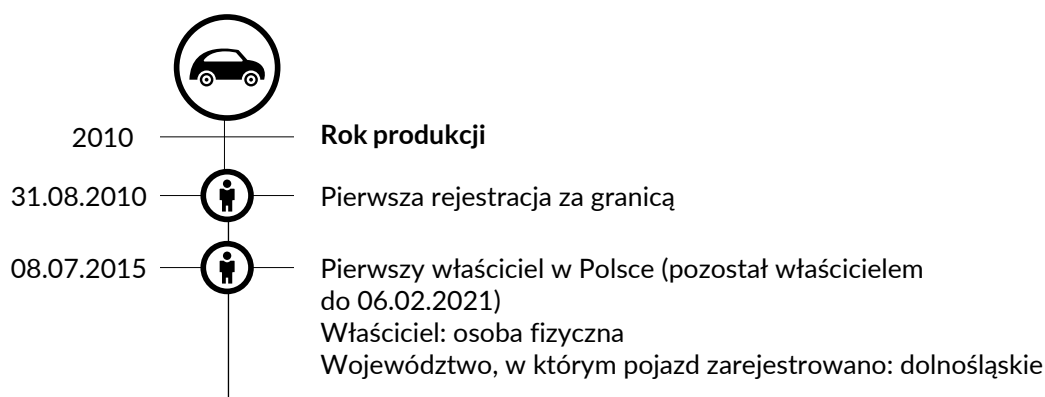 2010 Rok produkcji
31.08.2010 Pierwsza rejestracja za granicą
08.07.2015 Pierwszy właściciel w Polsce (pozostał właścicielem
do 06.02.2021)
Właściciel: osoba fizyczna
Województwo, w którym pojazd zarejestrowano: dolnośląskie